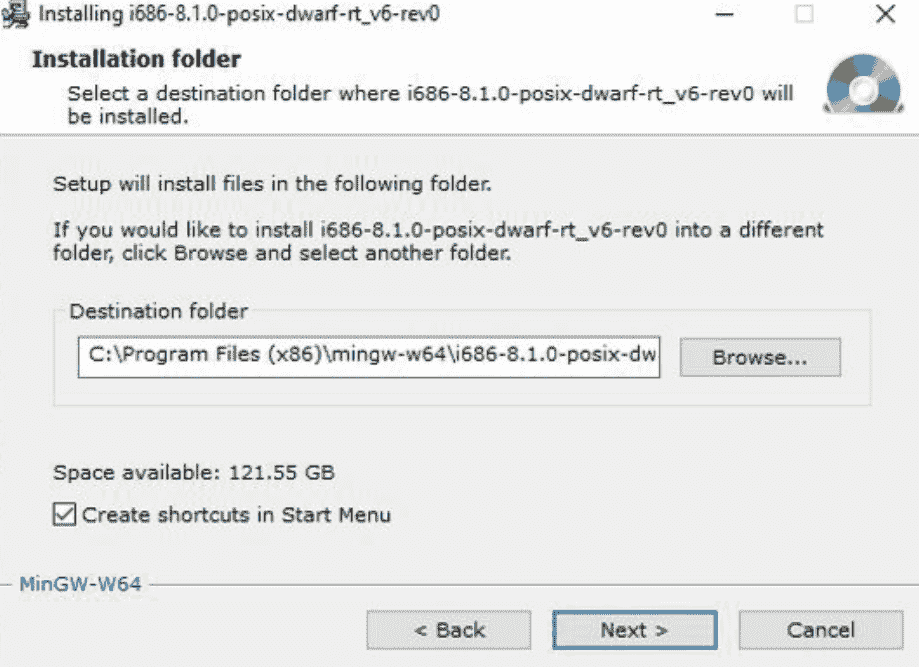 Installing i686-8.1.0-posix-dwarf-rt_v6-rev0
Installation folder
Select a destination folder where i686-8.1.0-posix-dwarf-rt_v6-rev0 will
be installed.
Setup will install files in the following folder.
If you would like to install i686-8.1.0-posix-dwarf-rt_v6-rev0 into a different
folder, click Browse and select another folder.
Destination folder
C:\Program Files (x86)\mingw-w64\i686-8.1.0-posix-dw
Browse...
Space available: 121.55 GB
Create shortcuts in Start Menu
MinGW-W64
< Back
Next >
Cancel